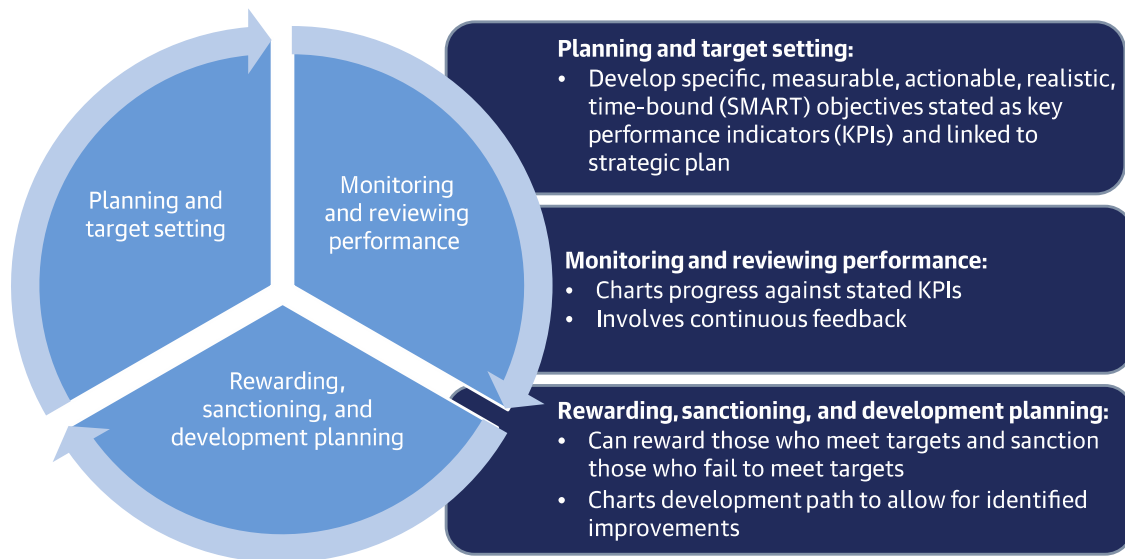 Planning and
target setting
Monitoring
and reviewing
performance
Rewarding,
sanctioning, and
development planning
Planning and target setting:
• Develop specific, measurable, actionable, realistic,
time-bound (SMART) objectives stated as key
performance indicators (KPIs) and linked to
strategic plan
Monitoring and reviewing performance:
• Charts progress against stated KPIs
• Involves continuous feedback
Rewarding, sanctioning, and development planning:
• Can reward those who meet targets and sanction
those who fail to meet targets
• Charts development path to allow for identified
improvements